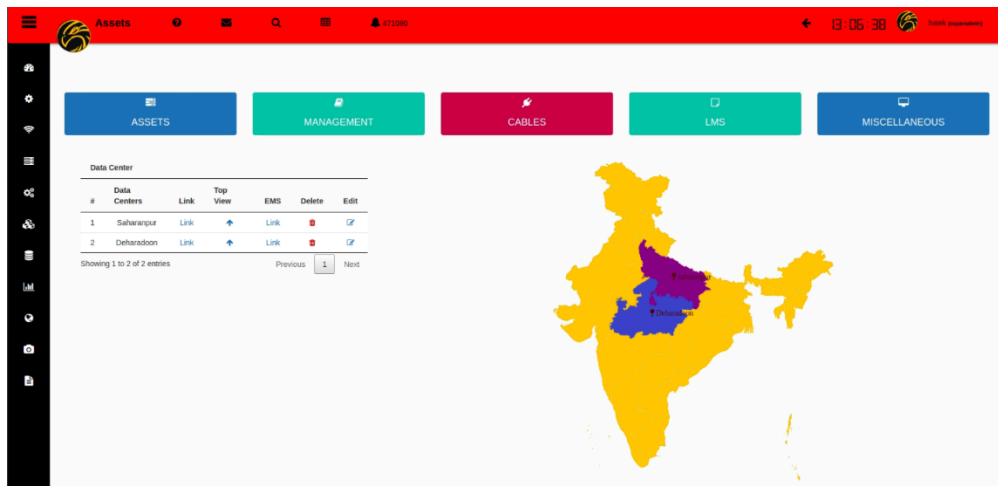 Assets 471080 13:05:38
ASSETS MANAGEMENT CABLES LMS MISCELLANEOUS
Data Center
# Data Centers Link Top View EMS Delete Edit
1 Saharanpur Link Link
2 Deharadoon Link Link
Showing 1 to 2 of 2 entries Previous 1 Next
Deharadoon